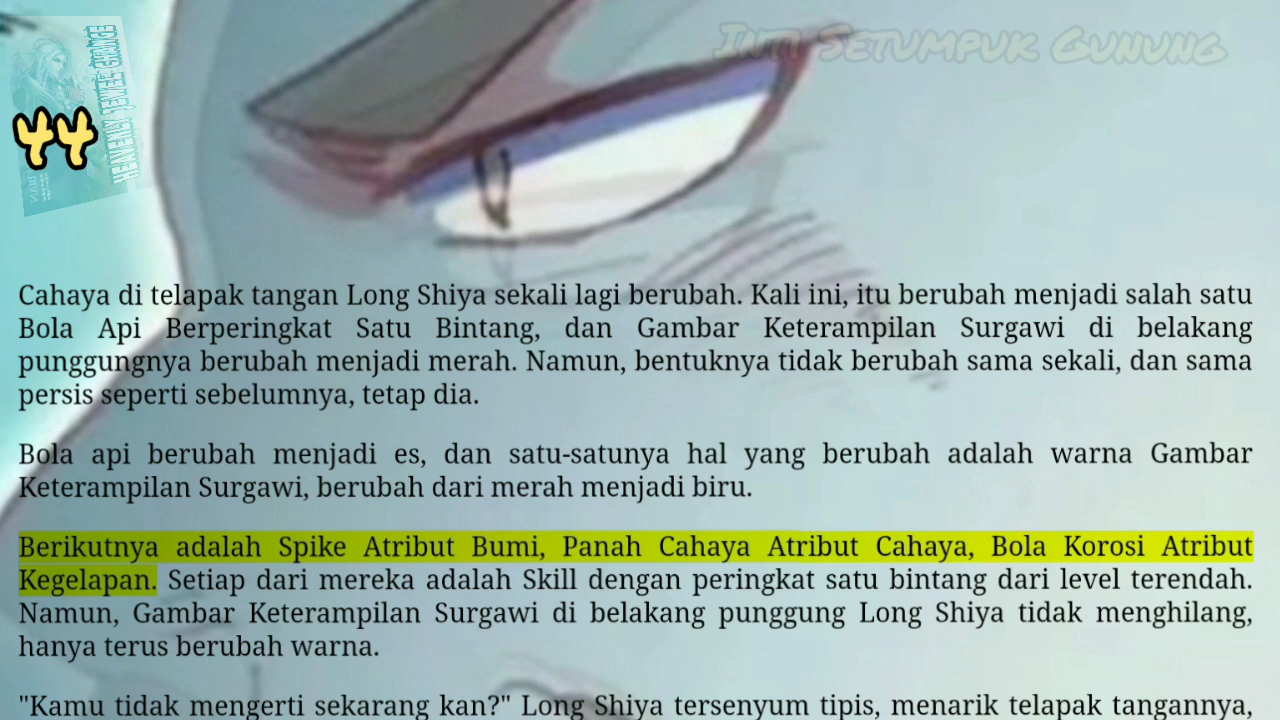 Inti Setumpuk Gunung
HEAVENLY JEWEL CHANGE
44
Cahaya di telapak tangan Long Shiya sekali lagi berubah. Kali ini, itu berubah menjadi salah satu
Bola Api Berperingkat Satu Bintang, dan Gambar Keterampilan Surgawi di belakang
punggungnya berubah menjadi merah. Namun, bentuknya tidak berubah sama sekali, dan sama
persis seperti sebelumnya, tetap dia.
Bola api berubah menjadi es, dan satu-satunya hal yang berubah adalah warna Gambar
Keterampilan Surgawi, berubah dari merah menjadi biru.
Berikutnya adalah Spike Atribut Bumi, Panah Cahaya Atribut Cahaya, Bola Korosi Atribut
Kegelapan. Setiap dari mereka adalah Skill dengan peringkat satu bintang dari level terendah.
Namun, Gambar Keterampilan Surgawi di belakang punggung Long Shiya tidak menghilang,
hanya terus berubah warna.
"Kamu tidak mengerti sekarang kan?" Long Shiya tersenyum tipis, menarik telapak tangannya,